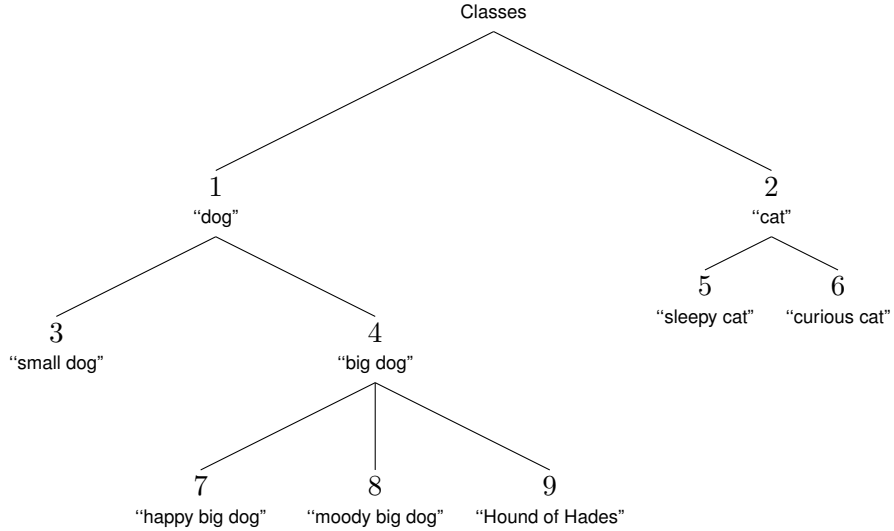 Classes
1
2
“dog”
“cat”
5
6
“sleepy cat”
“curious cat”
3
4
“small dog”
“big dog”
7
8
9
“happy big dog”
“moody big dog”
“Hound of Hades”